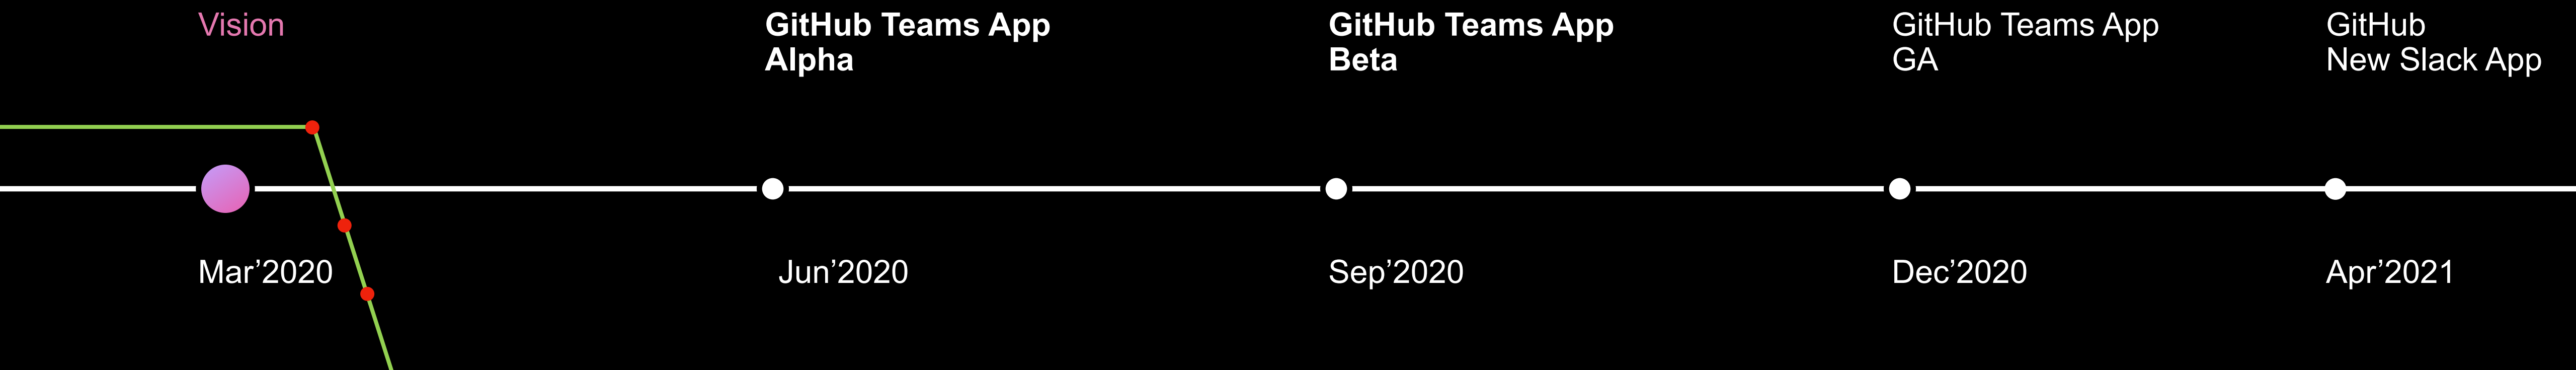 Vision
GitHub Teams App
Alpha
GitHub Teams App
Beta
GitHub Teams App
GA
GitHub
New Slack App
Mar’2020
Jun’2020
Sep’2020
Dec’2020
Apr’2021